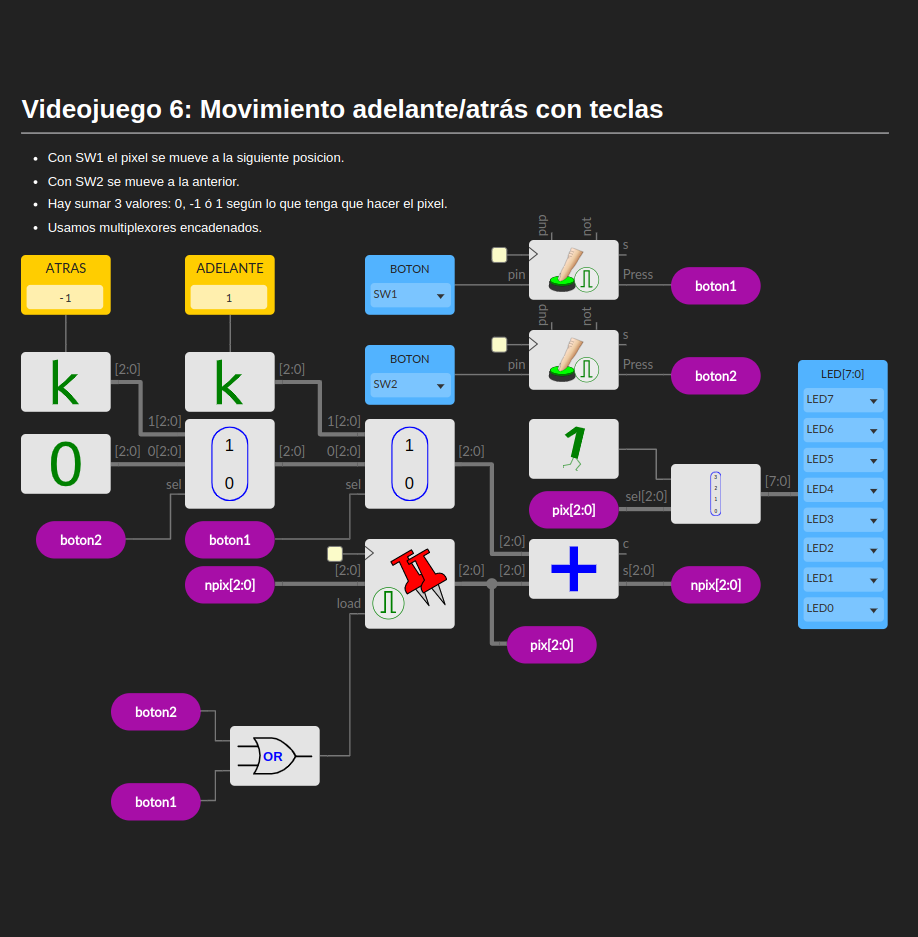 Videojuego 6: Movimiento adelante/atrás con teclas
Con SW1 el pixel se mueve a la siguiente posicion.
Con SW2 se mueve a la anterior.
Hay sumar 3 valores: 0, -1 ó 1 según lo que tenga que hacer el pixel.
Usamos multiplexores encadenados.
ATRAS
-1
ADELANTE
1
BOTON
SW1
pup
not
s
pin
Press
boton1
BOTON
SW2
pup
not
s
pin
Press
boton2
k
[2:0]
k
[2:0]
0
[2:0]
1[2:0]
0[2:0]
sel
1
0
[2:0]
1[2:0]
0[2:0]
sel
1
0
[2:0]
boton2
boton1
1
pix[2:0]
sel[2:0]
3
2
1
0
[7:0]
LED[7:0]
LED7
LED6
LED5
LED4
LED3
LED2
LED1
LED0
npix[2:0]
[2:0]
load
[2:0]
[2:0]
[2:0]
c
s[2:0]
npix[2:0]
pix[2:0]
boton2
OR
boton1